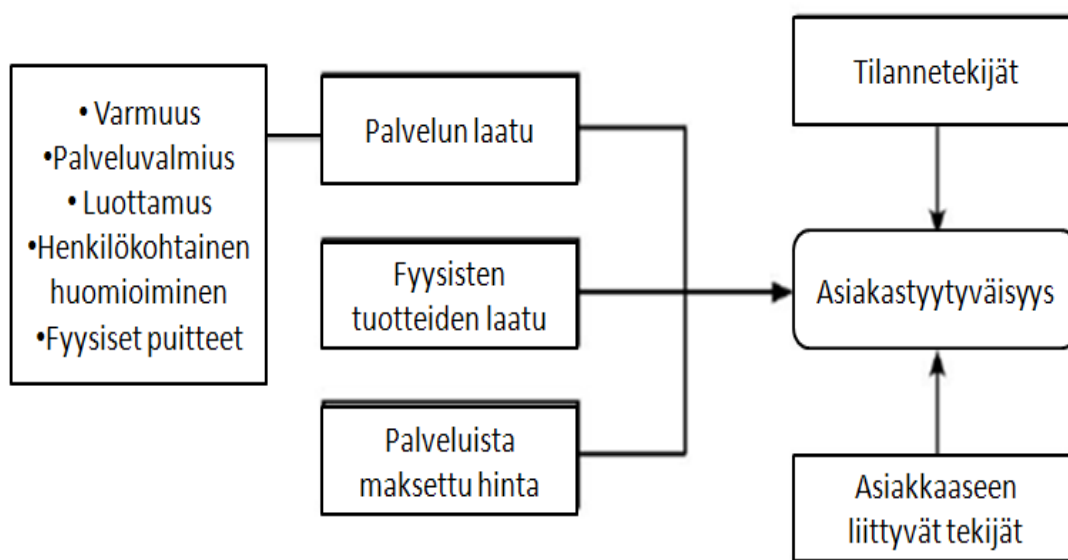 • Varmuus
•Palveluvalmius
• Luottamus
•Henkilökohtainen
huomioiminen
•Fyysiset puitteet
Palvelun laatu
Fyysisten
tuotteiden laatu
Palveluista
maksettu hinta
Tilannetekijät
Asiakastyytyväisyys
Asiakkaaseen
liittyvät tekijät